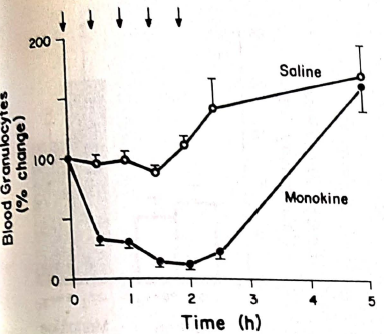 200
100
0
Blood Granulocytes
(% change)
Saline
Monokine
0 1 2 3 4 5
Time (h)